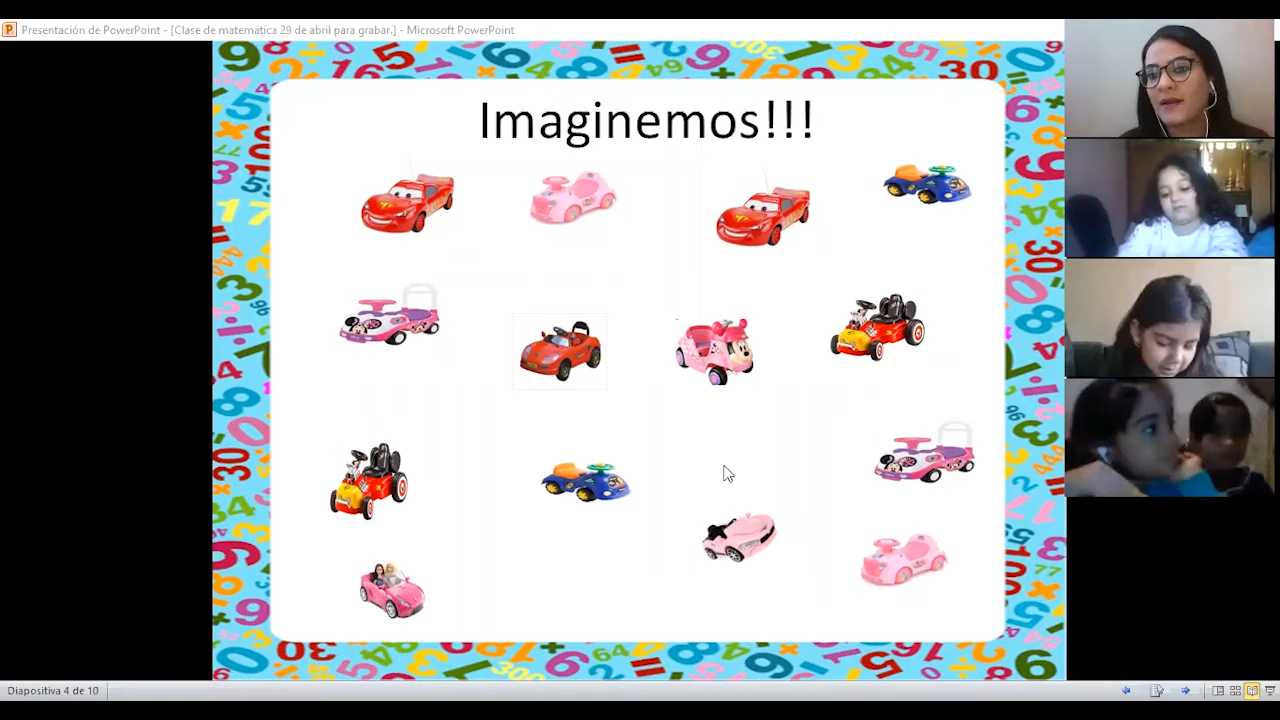 Presentación de PowerPoint - [Clase de matemática 29 de abril para grabar.] - Microsoft PowerPoint
Imaginemos!!!
Diapositiva 4 de 10